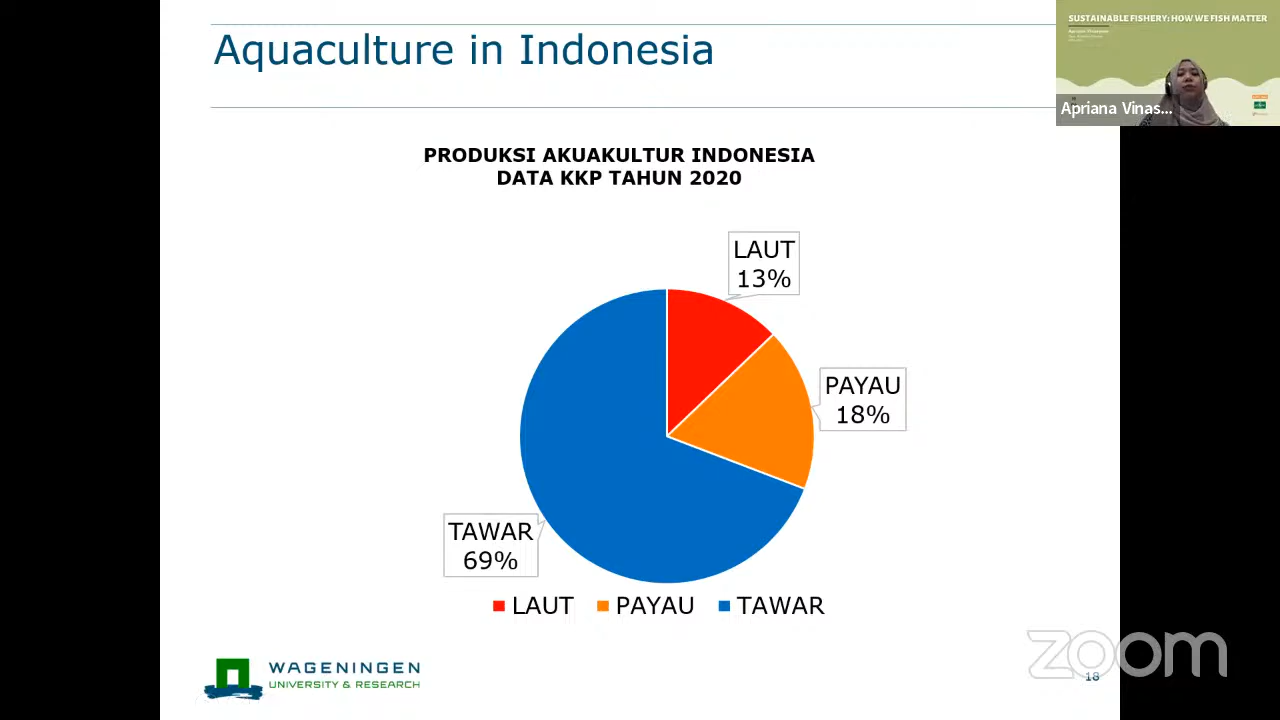 Aquaculture in Indonesia
SUSTAINABLE FISHERY: HOW WE FISH MATTER
Apriana Vinas...
PRODUKSI AKUAKULTUR INDONESIA
DATA KKP TAHUN 2020
LAUT
13%
PAYAU
18%
TAWAR
69%
LAUT PAYAU TAWAR
WAGENINGEN
UNIVERSITY & RESEARCH
zoom
18